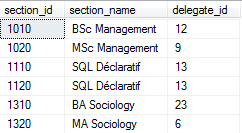 section_id section_name delegate_id
1010 BSc Management 12
1020 MSc Management 9
1110 SQL Déclaratif 13
1120 SQL Déclaratif 13
1310 BA Sociology 23
1320 MA Sociology 6